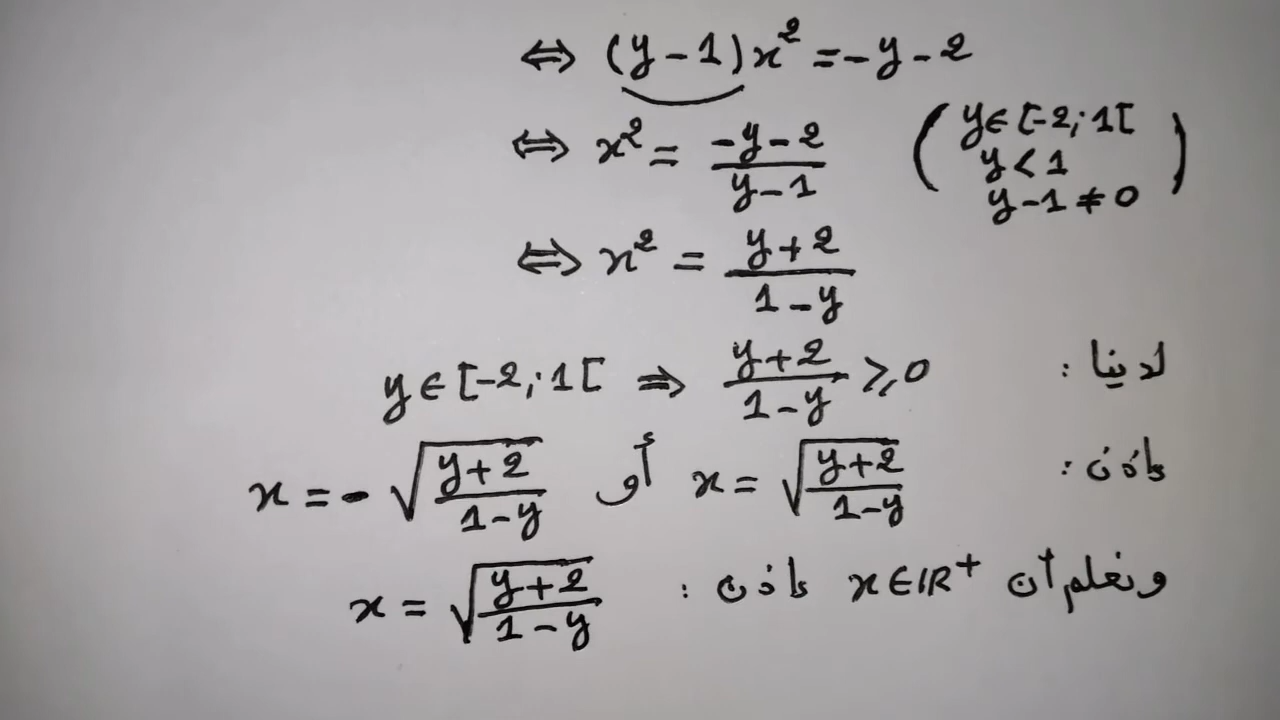 ⇔ (y-1)x² = -y-2
⇔ x² = (-y-2)/(y-1) (y∈[-2;1[ y<1 y-1≠0)
⇔ x² = (y+2)/(1-y)
لدينا : y∈[-2;1[ ⇒ (y+2)/(1-y) ≥ 0
إذن : x = √((y+2)/(1-y)) أو x = -√((y+2)/(1-y))
ونعلم أن x∈IR⁺ إذن : x = √((y+2)/(1-y))